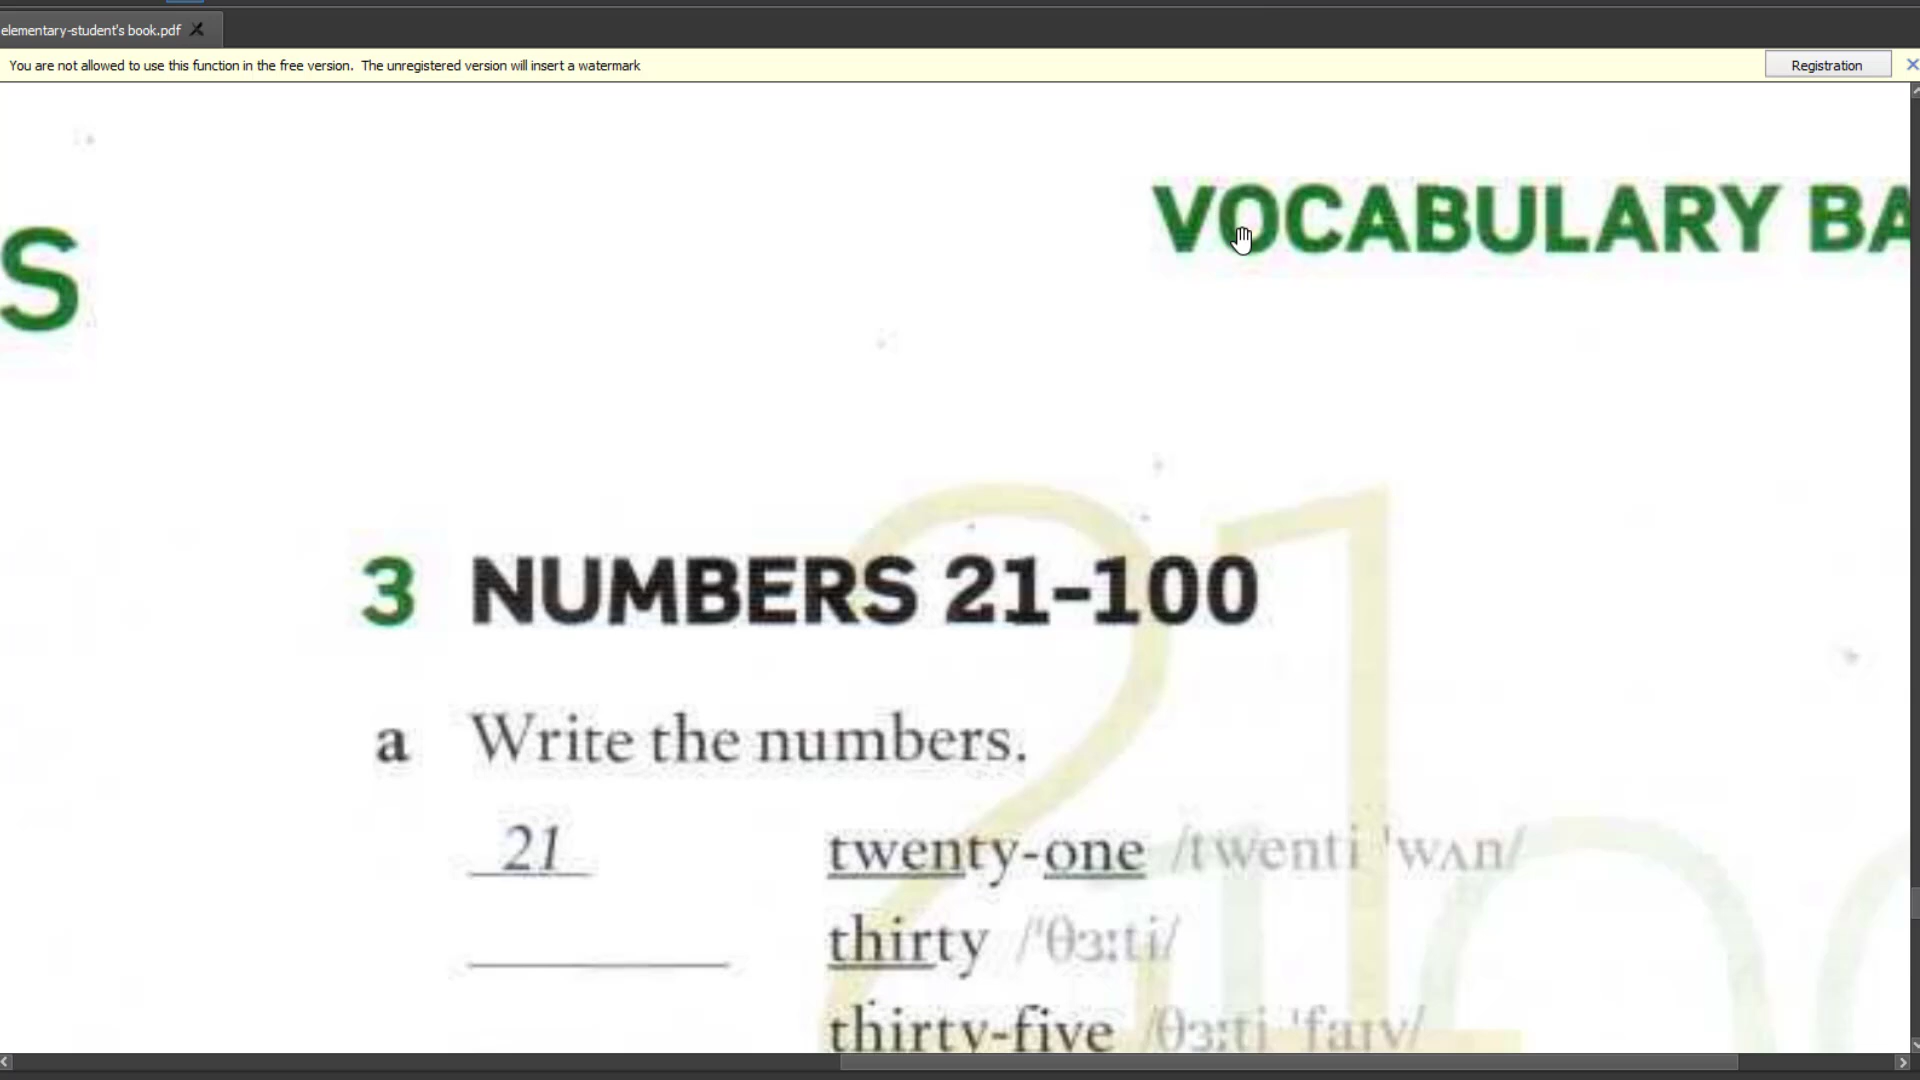 elementary-student's book.pdf
You are not allowed to use this function in the free version. The unregistered version will insert a watermark
Registration
VOCABULARY BA
S
3 NUMBERS 21-100
a Write the numbers.
21 twenty-one /twenti 'wʌn/
thirty /'θɜːti/
thirty-five /θɜːti 'faɪv/
21